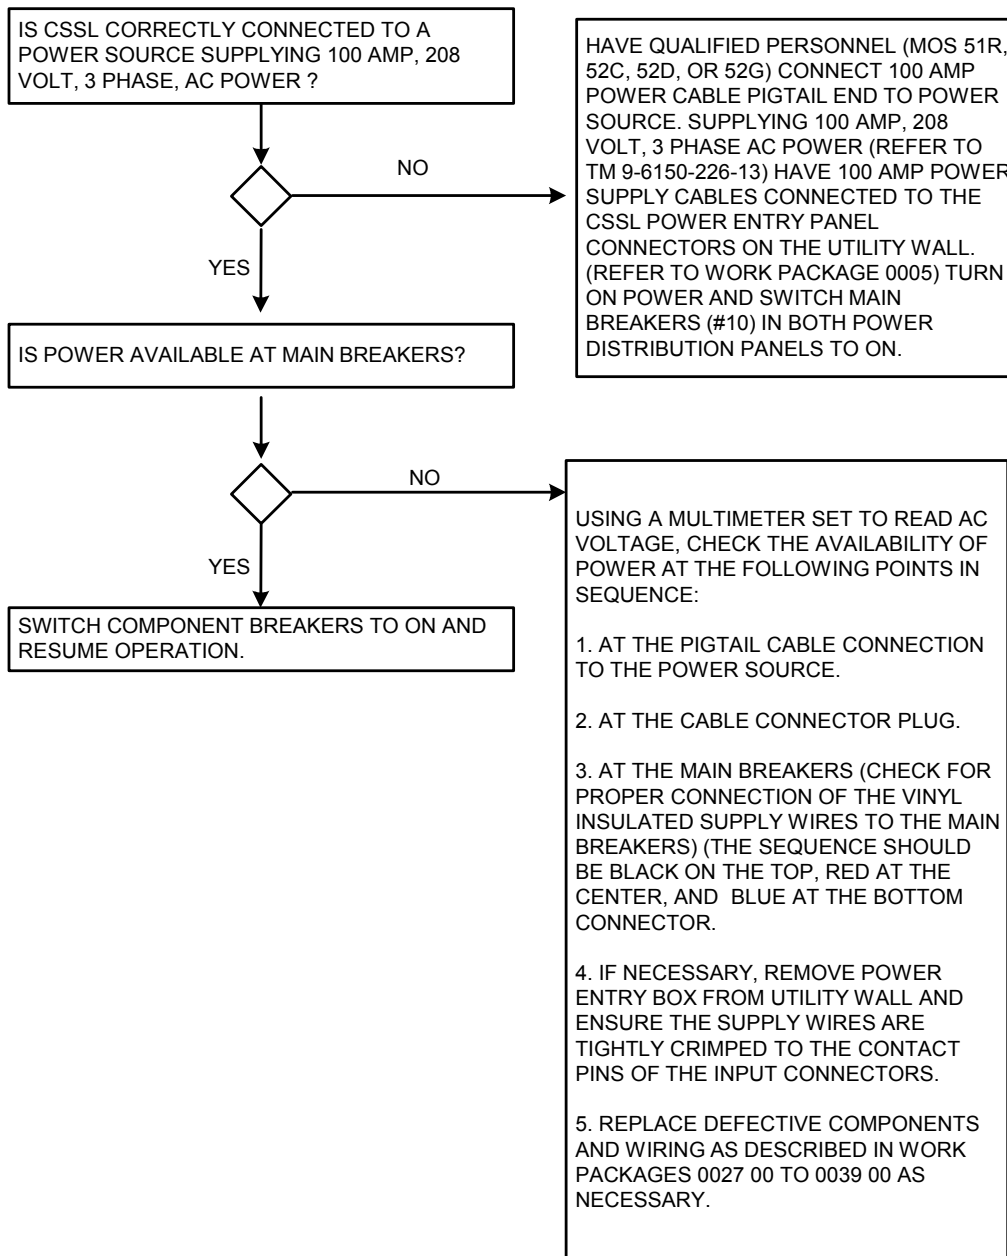 IS CSSL CORRECTLY CONNECTED TO A
POWER SOURCE SUPPLYING 100 AMP, 208
VOLT, 3 PHASE, AC POWER ?
NO
HAVE QUALIFIED PERSONNEL (MOS 51R,
52C, 52D, OR 52G) CONNECT 100 AMP
POWER CABLE PIGTAIL END TO POWER
SOURCE. SUPPLYING 100 AMP, 208
VOLT, 3 PHASE AC POWER (REFER TO
TM 9-6150-226-13) HAVE 100 AMP POWER
SUPPLY CABLES CONNECTED TO THE
CSSL POWER ENTRY PANEL
CONNECTORS ON THE UTILITY WALL.
(REFER TO WORK PACKAGE 0005) TURN
ON POWER AND SWITCH MAIN
BREAKERS (#10) IN BOTH POWER
DISTRIBUTION PANELS TO ON.
YES
IS POWER AVAILABLE AT MAIN BREAKERS?
NO
USING A MULTIMETER SET TO READ AC
VOLTAGE, CHECK THE AVAILABILITY OF
POWER AT THE FOLLOWING POINTS IN
SEQUENCE:
1. AT THE PIGTAIL CABLE CONNECTION
TO THE POWER SOURCE.
2. AT THE CABLE CONNECTOR PLUG.
3. AT THE MAIN BREAKERS (CHECK FOR
PROPER CONNECTION OF THE VINYL
INSULATED SUPPLY WIRES TO THE MAIN
BREAKERS) (THE SEQUENCE SHOULD
BE BLACK ON THE TOP, RED AT THE
CENTER, AND BLUE AT THE BOTTOM
CONNECTOR.
4. IF NECESSARY, REMOVE POWER
ENTRY BOX FROM UTILITY WALL AND
ENSURE THE SUPPLY WIRES ARE
TIGHTLY CRIMPED TO THE CONTACT
PINS OF THE INPUT CONNECTORS.
5. REPLACE DEFECTIVE COMPONENTS
AND WIRING AS DESCRIBED IN WORK
PACKAGES 0027 00 TO 0039 00 AS
NECESSARY.
YES
SWITCH COMPONENT BREAKERS TO ON AND
RESUME OPERATION.